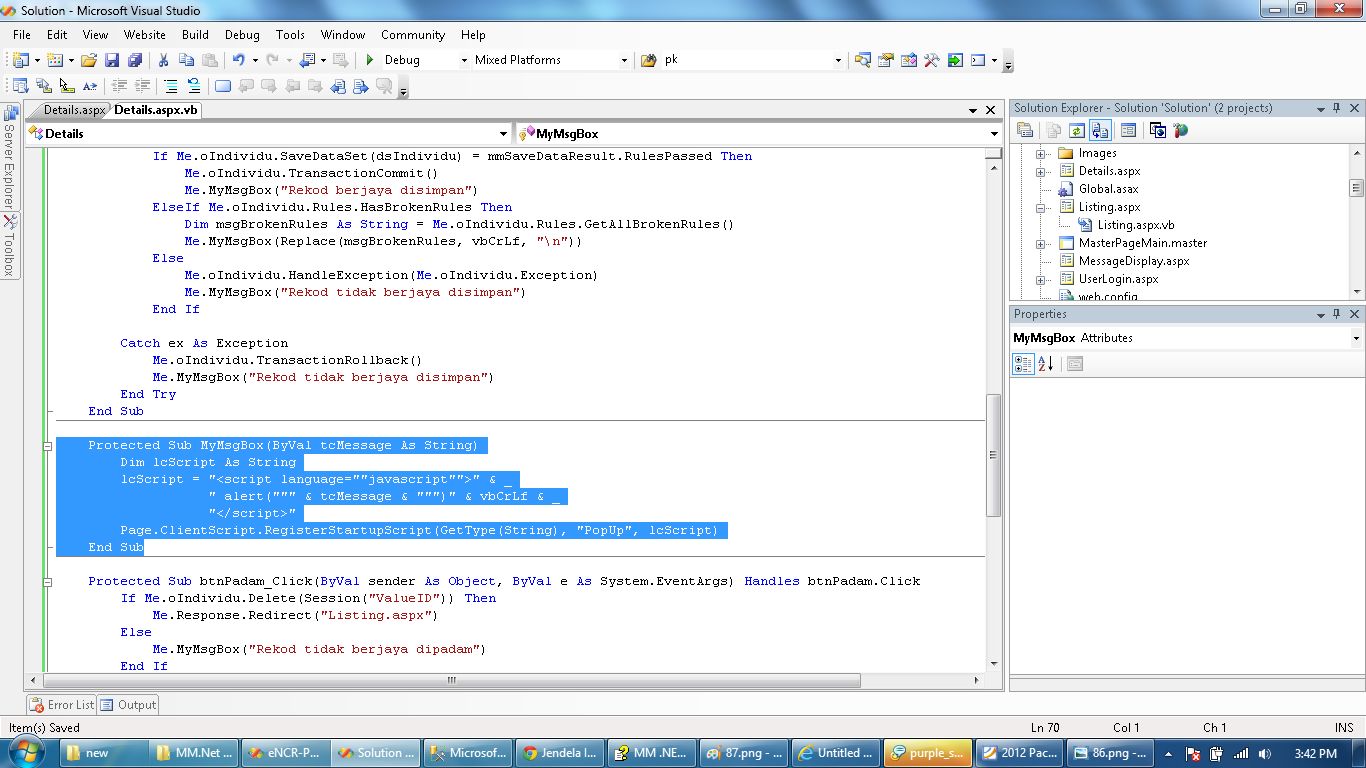 Solution - Microsoft Visual Studio
File Edit View Website Build Debug Tools Window Community Help
Debug Mixed Platforms pk
Server Explorer
Toolbox
Details.aspx Details.aspx.vb
Details MyMsgBox
If Me.oIndividu.SaveDataSet(dsIndividu) = mmSaveDataResult.RulesPassed Then
Me.oIndividu.TransactionCommit()
Me.MyMsgBox("Rekod berjaya disimpan")
ElseIf Me.oIndividu.Rules.HasBrokenRules Then
Dim msgBrokenRules As String = Me.oIndividu.Rules.GetAllBrokenRules()
Me.MyMsgBox(Replace(msgBrokenRules, vbCrLf, "\n"))
Else
Me.oIndividu.HandleException(Me.oIndividu.Exception)
Me.MyMsgBox("Rekod tidak berjaya disimpan")
End If
Catch ex As Exception
Me.oIndividu.TransactionRollback()
Me.MyMsgBox("Rekod tidak berjaya disimpan")
End Try
End Sub
Protected Sub MyMsgBox(ByVal tcMessage As String)
Dim lcScript As String
lcScript = "<script language=""javascript"">" & _
" alert(""" & tcMessage & """)" & vbCrLf & _
"</script>"
Page.ClientScript.RegisterStartupScript(GetType(String), "PopUp", lcScript)
End Sub
Protected Sub btnPadam_Click(ByVal sender As Object, ByVal e As System.EventArgs) Handles btnPadam.Click
If Me.oIndividu.Delete(Session("ValueID")) Then
Me.Response.Redirect("Listing.aspx")
Else
Me.MyMsgBox("Rekod tidak berjaya dipadam")
End If
Solution Explorer - Solution 'Solution' (2 projects)
Images
Details.aspx
Global.asax
Listing.aspx
Listing.aspx.vb
MasterPageMain.master
MessageDisplay.aspx
UserLogin.aspx
web.config
Properties
MyMsgBox Attributes
Error List Output
Item(s) Saved Ln 70 Col 1 Ch 1 INS
new MM.Net ... eNCR-P... Solution ... Microsof... Jendela I... MM .NE... 87.png - ... Untitled ... purple_s... 2012 Pac... 86.png -... 3:42 PM